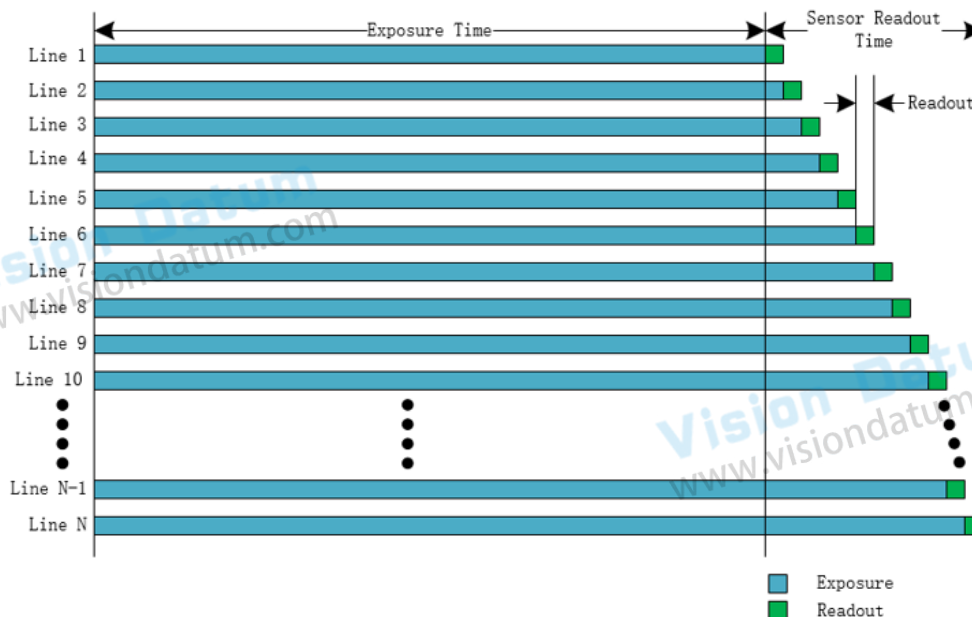 Exposure Time
Sensor Readout
Time
Line 1
Line 2
Readout
Line 3
Line 4
Line 5
Line 6
Line 7
Line 8
Line 9
Line 10
Line N-1
Line N
Exposure
Readout
ision Datum
www.visiondatum.com
Vision Datum
www.visiondatum